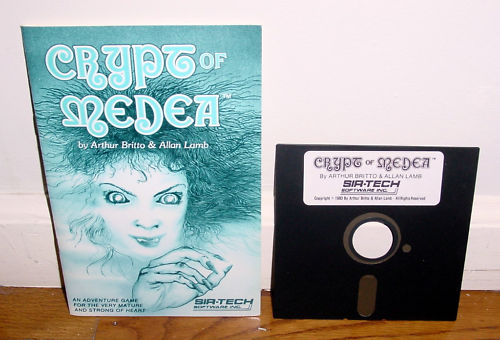 CRYPT OF
MEDEA™
by Arthur Britto & Allan Lamb
AN ADVENTURE GAME
FOR THE VERY MATURE
AND STRONG OF HEART
SIR-TECH
SOFTWARE INC.
CRYPT OF MEDEA™
By ARTHUR BRITTO & ALLAN LAMB
SIR-TECH
SOFTWARE INC.
Copyright © 1983 By Arthur Britto & Allan Lamb. All Rights Reserved